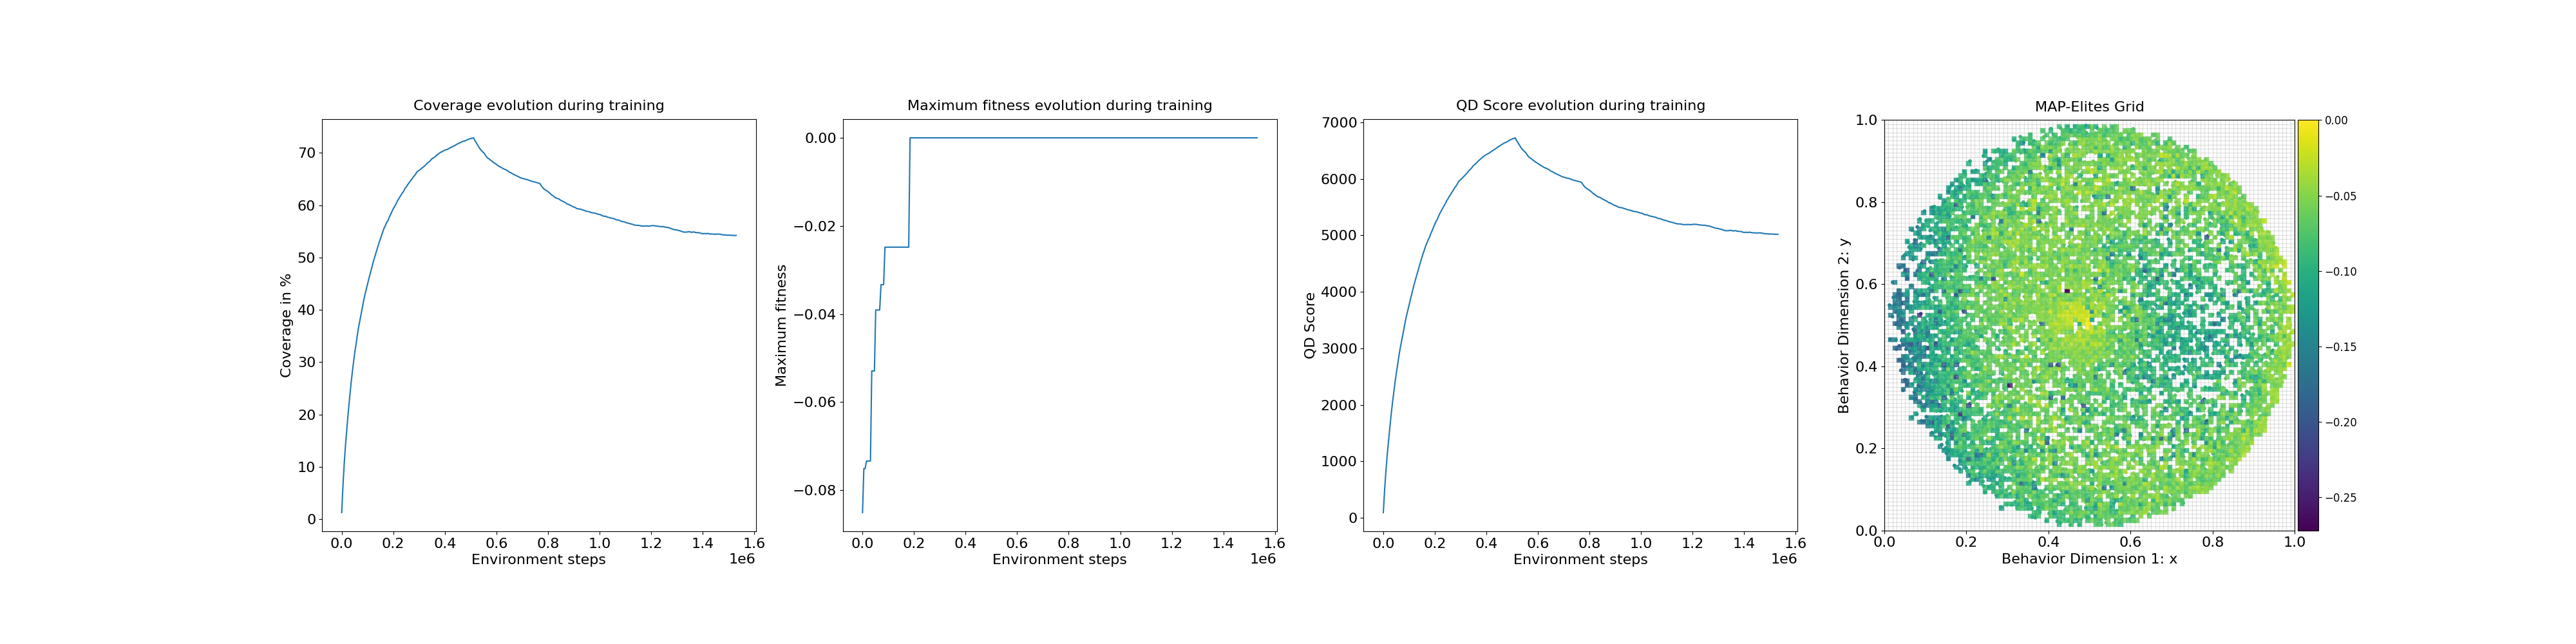 Coverage evolution during training
Coverage in %
70
60
50
40
30
20
10
0
0.0 0.2 0.4 0.6 0.8 1.0 1.2 1.4 1.6
1e6
Environment steps
Maximum fitness evolution during training
Maximum fitness
0.00
−0.02
−0.04
−0.06
−0.08
0.0 0.2 0.4 0.6 0.8 1.0 1.2 1.4 1.6
1e6
Environment steps
QD Score evolution during training
QD Score
7000
6000
5000
4000
3000
2000
1000
0
0.0 0.2 0.4 0.6 0.8 1.0 1.2 1.4 1.6
1e6
Environment steps
MAP-Elites Grid
Behavior Dimension 2: y
1.0
0.8
0.6
0.4
0.2
0.0
0.0 0.2 0.4 0.6 0.8 1.0
Behavior Dimension 1: x
0.00
−0.05
−0.10
−0.15
−0.20
−0.25